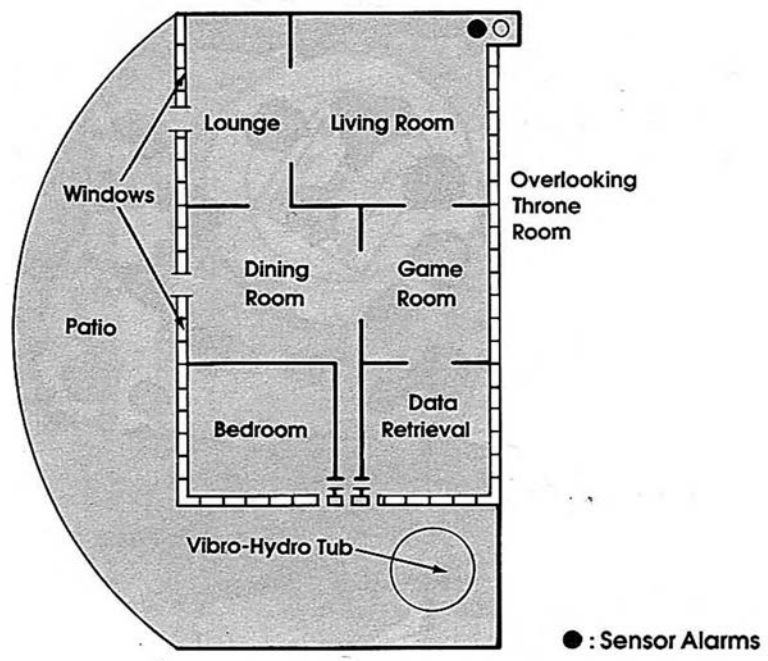 Lounge
Living Room
Windows
Overlooking
Throne
Room
Dining
Room
Game
Room
Patio
Bedroom
Data
Retrieval
Vibro-Hydro Tub
: Sensor Alarms